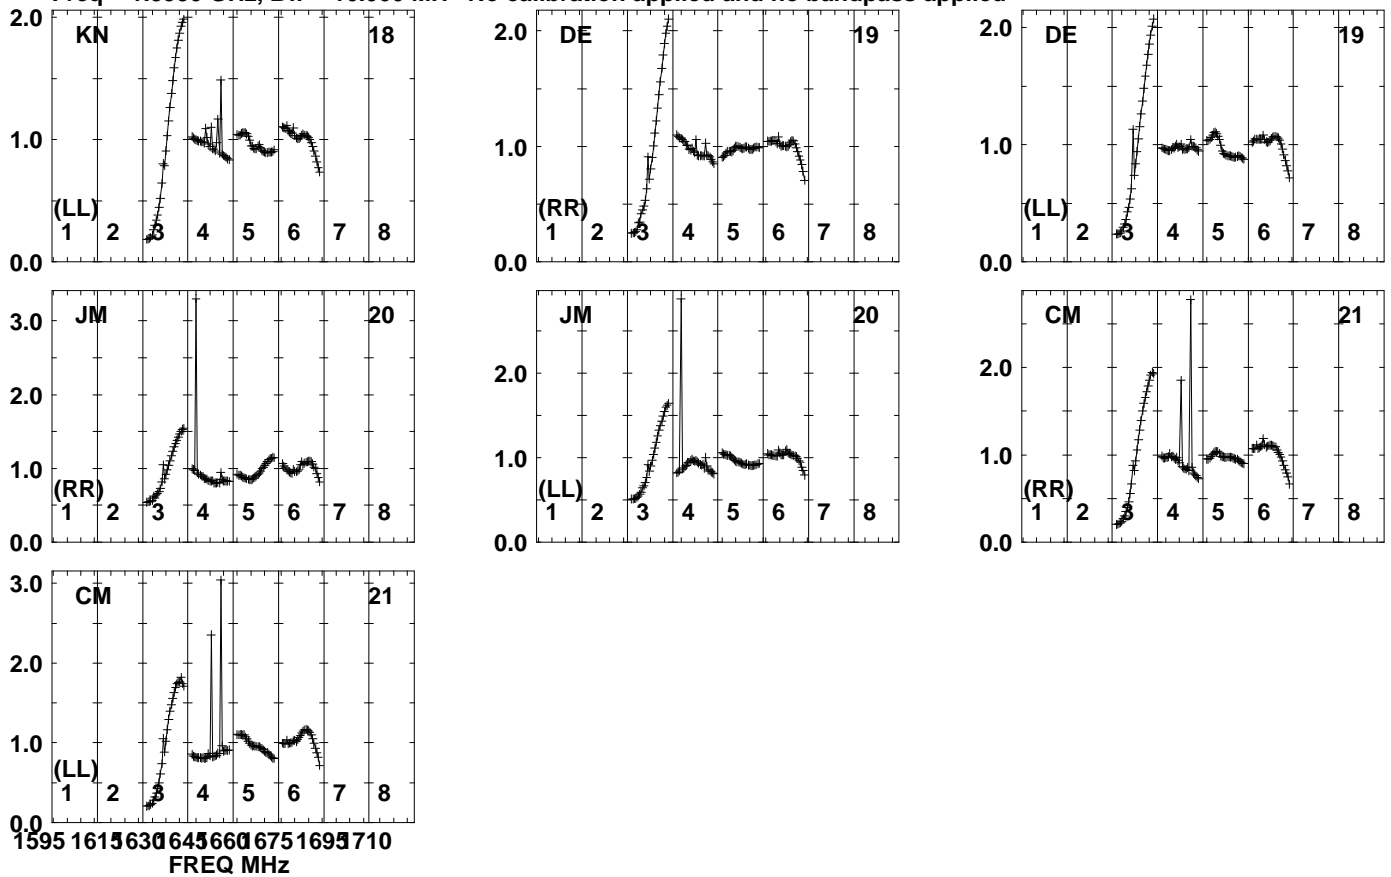 No calibration applied and no bandpass applied
KN 18
(LL)
1 2 3 4 5 6 7 8
2.0
1.0
0.0
DE 19
(RR)
1 2 3 4 5 6 7 8
2.0
1.0
0.0
DE 19
(LL)
1 2 3 4 5 6 7 8
2.0
1.0
0.0
JM 20
(RR)
1 2 3 4 5 6 7 8
3.0
2.0
1.0
0.0
JM 20
(LL)
1 2 3 4 5 6 7 8
2.0
1.0
0.0
CM 21
(RR)
1 2 3 4 5 6 7 8
2.0
1.0
0.0
CM 21
(LL)
1 2 3 4 5 6 7 8
3.0
2.0
1.0
0.0
1595 1615 1630 1645 1660 1675 1695 1710
FREQ MHz